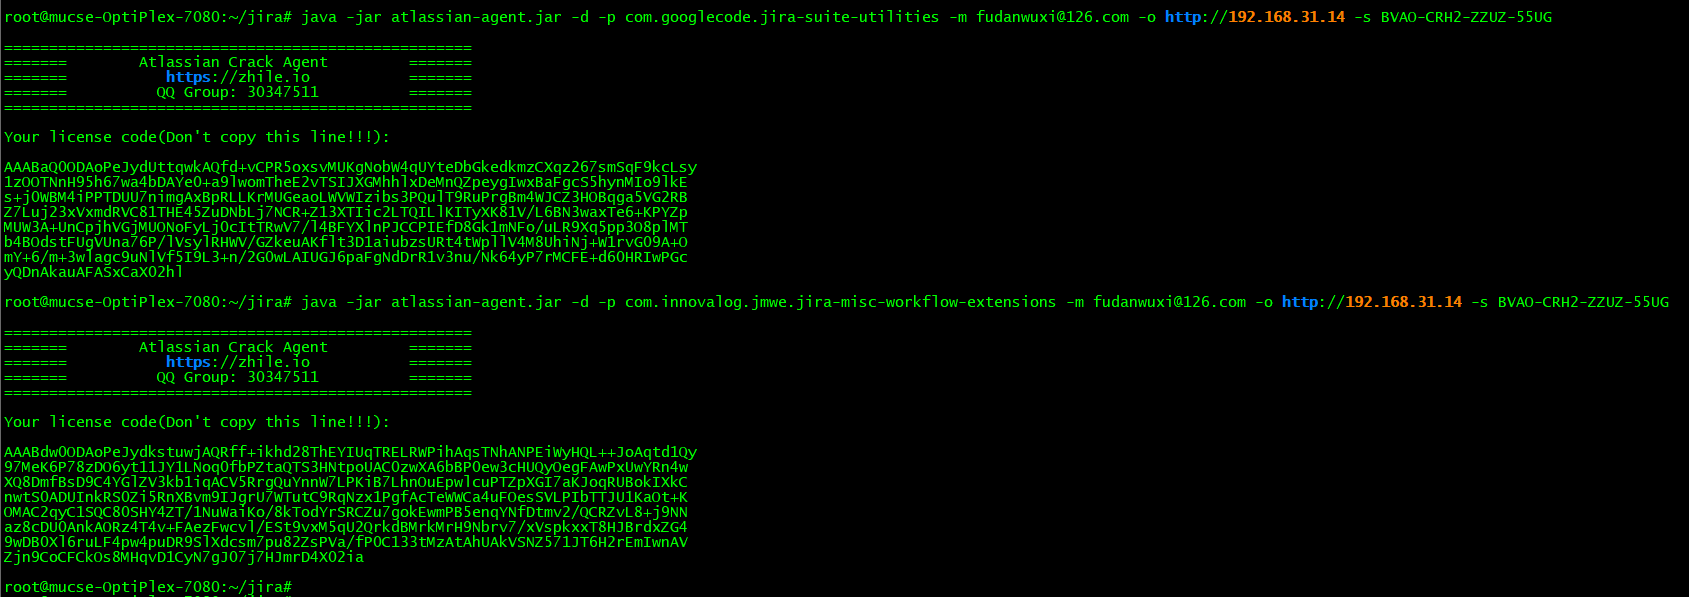 root@mucse-OptiPlex-7080:~/jira# java -jar atlassian-agent.jar -d -p com.googlecode.jira-suite-utilities -m fudanwuxi@126.com -o http://192.168.31.14 -s BVAO-CRH2-ZZUZ-55UG
====================================================
======= Atlassian Crack Agent =======
======= https://zhile.io =======
======= QQ Group: 30347511 =======
====================================================
Your license code(Don't copy this line!!!):
AAABaQ0ODAoPeJydUttqwkAQfd+vCPR5oxsvMUKgNobW4qUYteDbGkedkmzCXqz267smSqF9kcLsy
1zOOTNnH95h67wa4bDAYe0+a9lwomTheE2vTSIJXGMhhlxDeMnQZpeygIwxBaFgcS5hynMIo9lkE
s+j0WBM4iPPTDUU7nimgAxBpRLLKrMUGeaoLWVWIzibs3PQulT9RuPrgBm4WJCZ3HOBqga5VG2RB
Z7Luj23xVxmdRVC81THE45ZuDNbLj7NCR+Z13XTIic2LTQILlKITyXK81V/L6BN3waxTe6+KPYZp
MUW3A+UnCpjhVGjMUONoFyLj0cItTRwV7/l4BFYXlnPJCCPIEfD8Gk1mNFo/uLR9Xq5pp3O8plMT
b4BOdstFUgVUna76P/lVsylRHWV/GZkeuAKflt3D1aiubzsURt4tWpllV4M8UhiNj+W1rvG09A+O
mY+6/m+3wlagc9uNlVf5I9L3+n/2GOwLAIUGJ6paFgNdDrR1v3nu/Nk64yP7rMCFE+d6OHRIwPGc
yQDnAkauAFASxCaX02hl
root@mucse-OptiPlex-7080:~/jira# java -jar atlassian-agent.jar -d -p com.innovalog.jmwe.jira-misc-workflow-extensions -m fudanwuxi@126.com -o http://192.168.31.14 -s BVAO-CRH2-ZZUZ-55UG
====================================================
======= Atlassian Crack Agent =======
======= https://zhile.io =======
======= QQ Group: 30347511 =======
====================================================
Your license code(Don't copy this line!!!):
AAABdw0ODAoPeJydkstuwjAQRff+ikhd28ThEYIUqTRELRWPihAqsTNhANPEiWyHQL++JoAqtd1Qy
97MeK6P78zDO6yt11JY1LNoq0fbPZtaQTS3HNtpoUACOzwXA6bBP0ew3cHUQyOegFAwPxUwYRn4w
XQ8DmfBsD9C4YGlZV3kb1iqACV5RrgQuYnnW7LPKiB7LhnOuEpwlcuPTZpXGI7aKJoqRUBokIXkC
nwtS0ADUInkRS0Zi5RnXBvm9IJgrU7WTutC9RqNzx1PgfAcTeWWCa4uFOesSVLPIbTTJU1KaOt+K
OMAC2qyC1SQC8OSHY4ZT/1NuWaiKo/8kTodYrSRCZu7gokEwmPB5enqYNfDtmv2/QCRZvL8+j9NN
az8cDU0AnkAORz4T4v+FAezFwcvl/ESt9vxM5qU2QrkdBMrkMrH9Nbrv7/xVspkxxT8HJBrdxZG4
9wDB0Xl6ruLF4pw4puDR9SlXdcsm7pu82ZsPVa/fPOC133tMzAtAhUAkVSNZ571JT6H2rEmIwnAV
Zjn9CoCFCkOs8MHqvD1CyN7gJ07j7HJmrD4X02ia
root@mucse-OptiPlex-7080:~/jira#